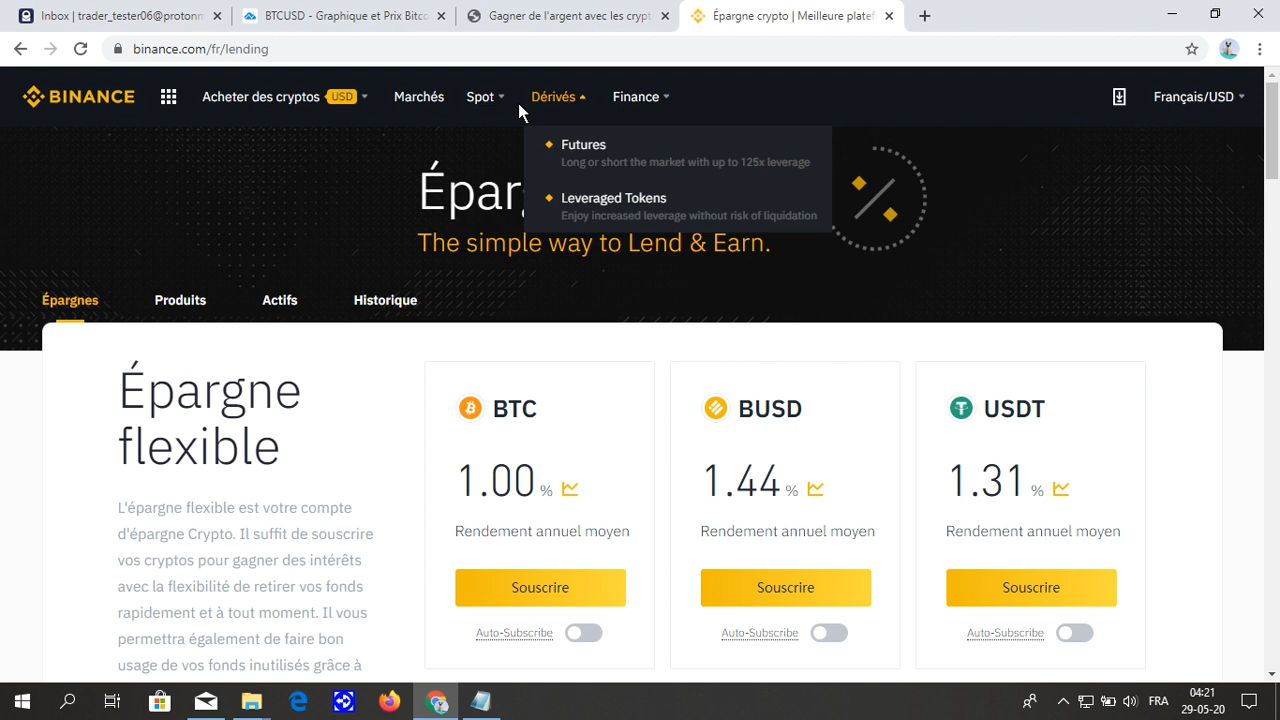 Inbox | trader_tester06@protonm
BTCUSD - Graphique et Prix Bitco
Gagner de l'argent avec les crypt
Épargne crypto | Meilleure platef
binance.com/fr/lending
BINANCE
Acheter des cryptos USD
Marchés
Spot
Dérivés
Finance
Français/USD
Futures
Long or short the market with up to 125x leverage
Leveraged Tokens
Enjoy increased leverage without risk of liquidation
Éparg
The simple way to Lend & Earn.
Épargnes
Produits
Actifs
Historique
Épargne
flexible
L'épargne flexible est votre compte
d'épargne Crypto. Il suffit de souscrire
vos cryptos pour gagner des intérêts
avec la flexibilité de retirer vos fonds
rapidement et à tout moment. Il vous
permettra également de faire bon
usage de vos fonds inutilisés grâce à
BTC
1.00 %
Rendement annuel moyen
Souscrire
Auto-Subscribe
BUSD
1.44 %
Rendement annuel moyen
Souscrire
Auto-Subscribe
USDT
1.31 %
Rendement annuel moyen
Souscrire
Auto-Subscribe
FRA
04:21
29-05-20